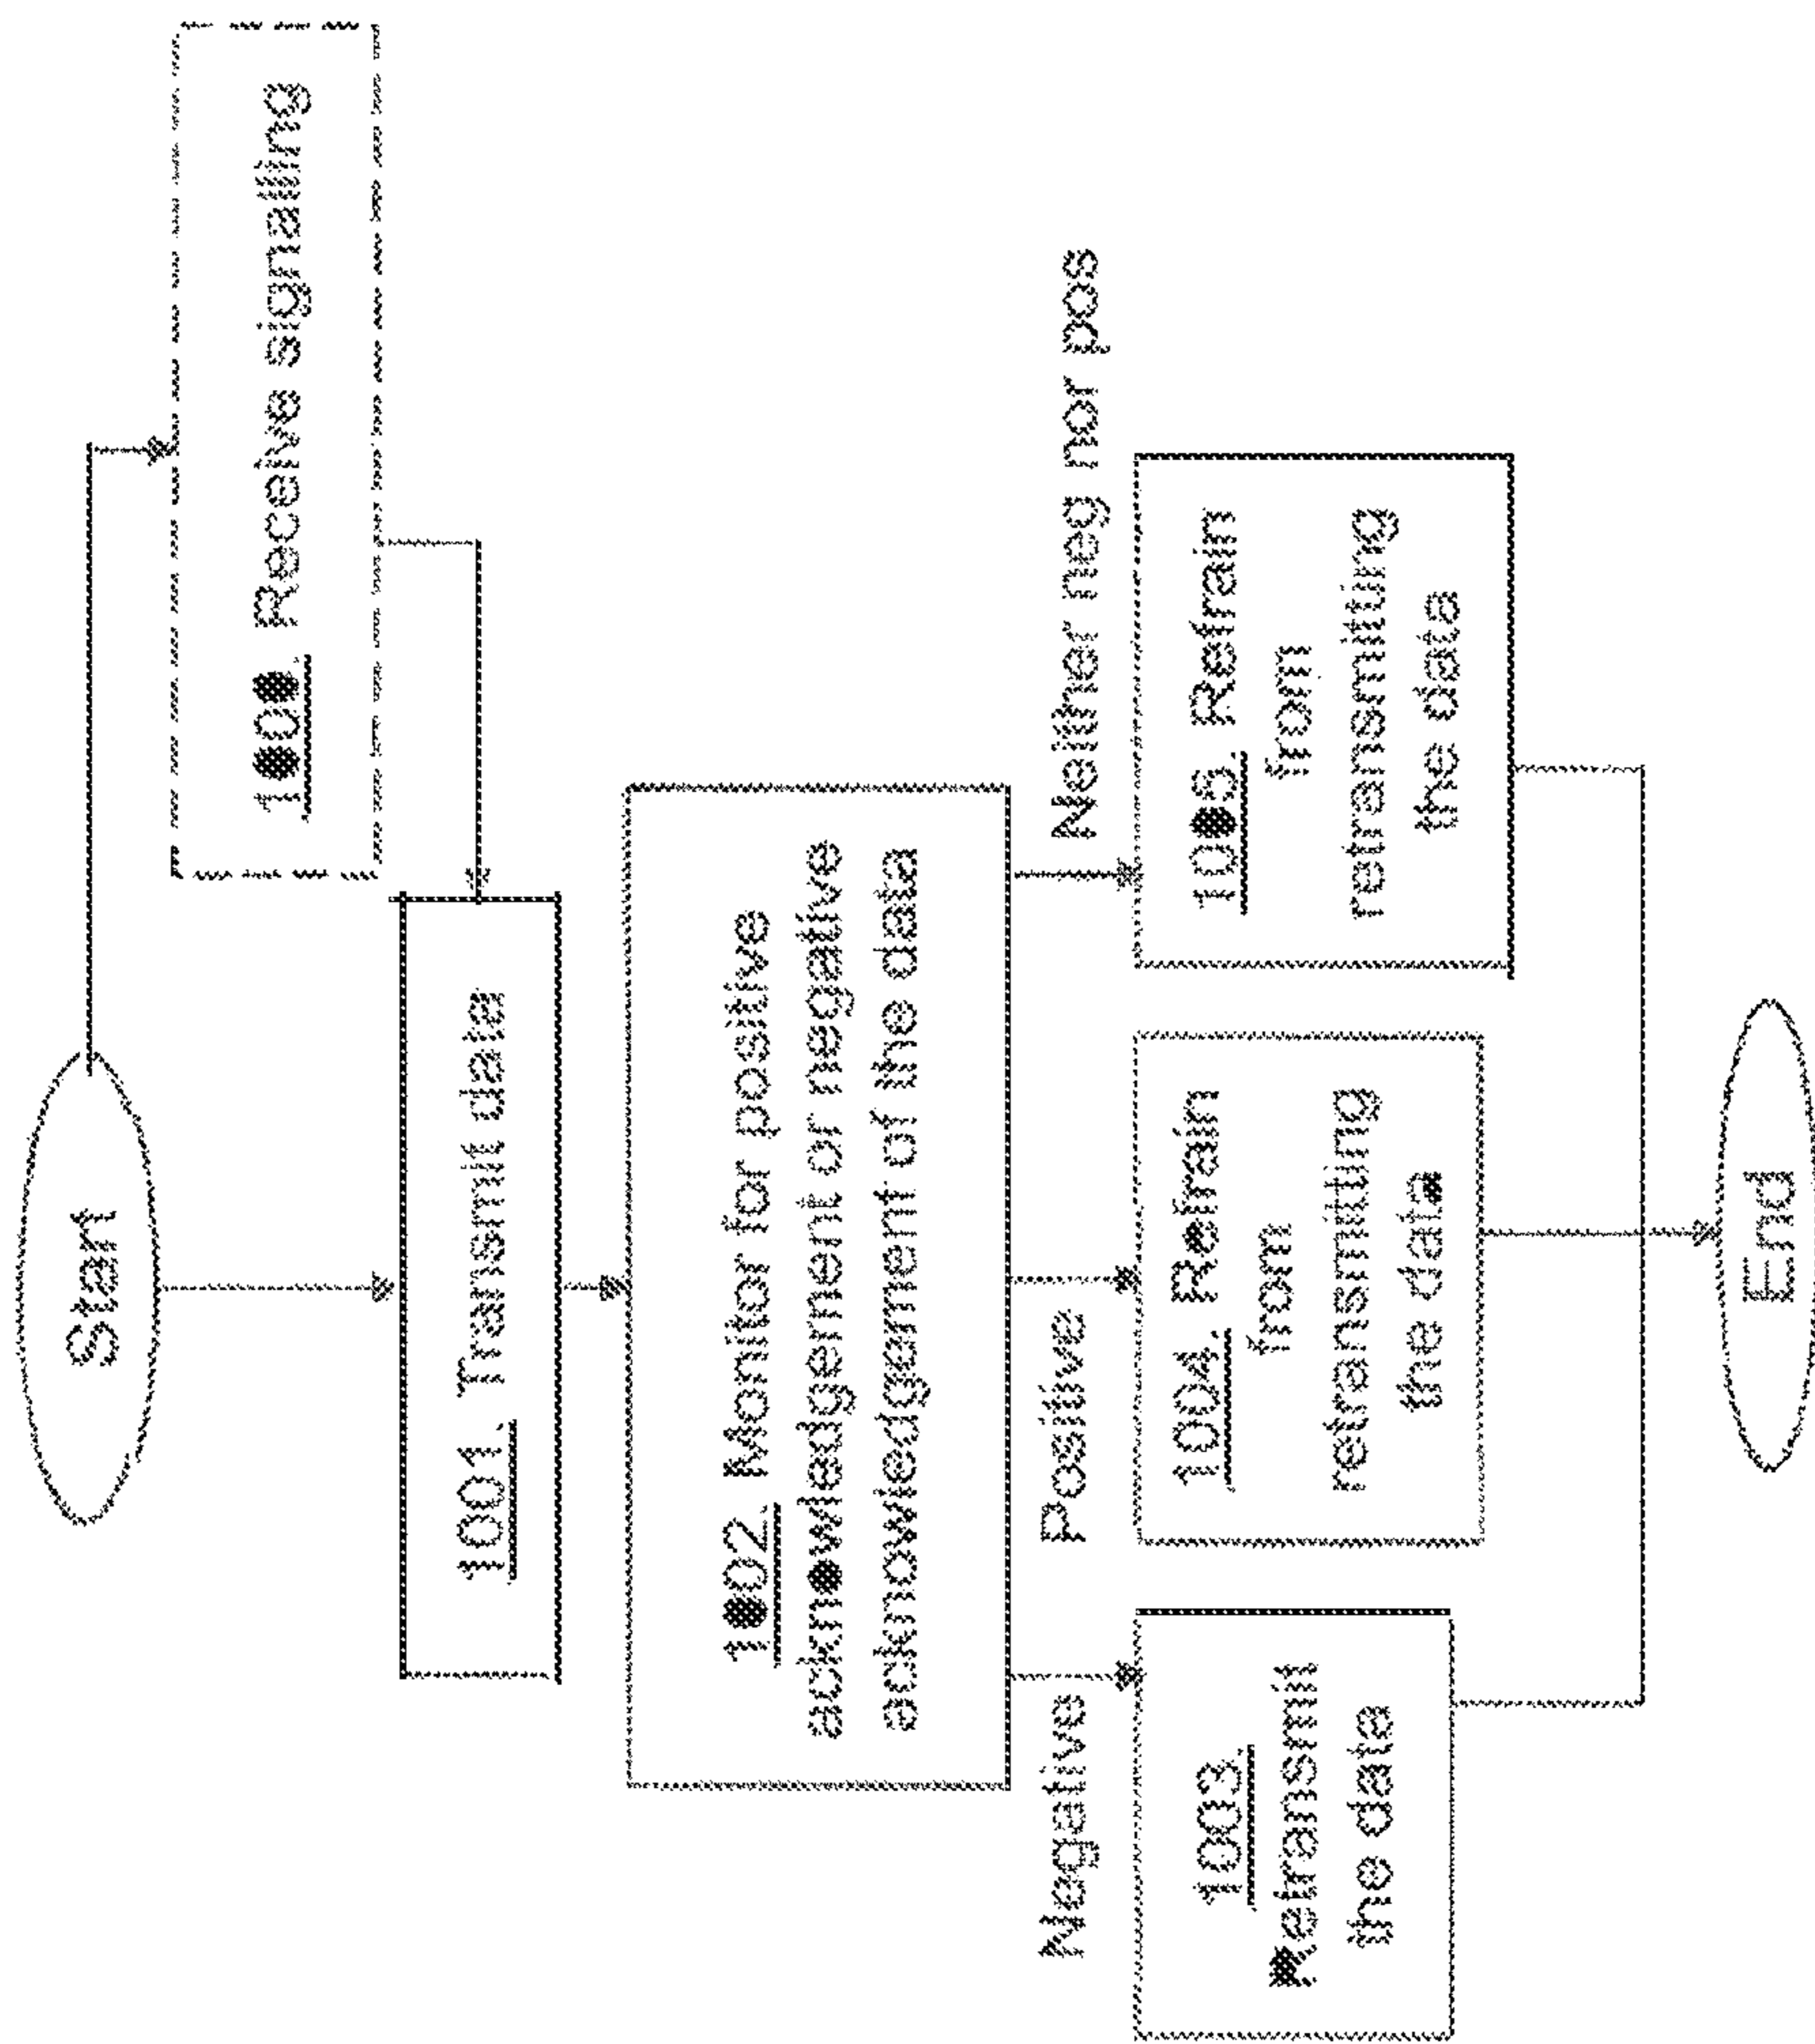 Start
1000. Receive signalling
1001. Transmit data
1002. Monitor for positive
acknowledgement or negative
acknowledgement of the data
Negative
Positive
Neither neg nor pos
1003.
Retransmit
the data
1004. Refrain
from
retransmitting
the data
1005. Refrain
from
retransmitting
the data
End